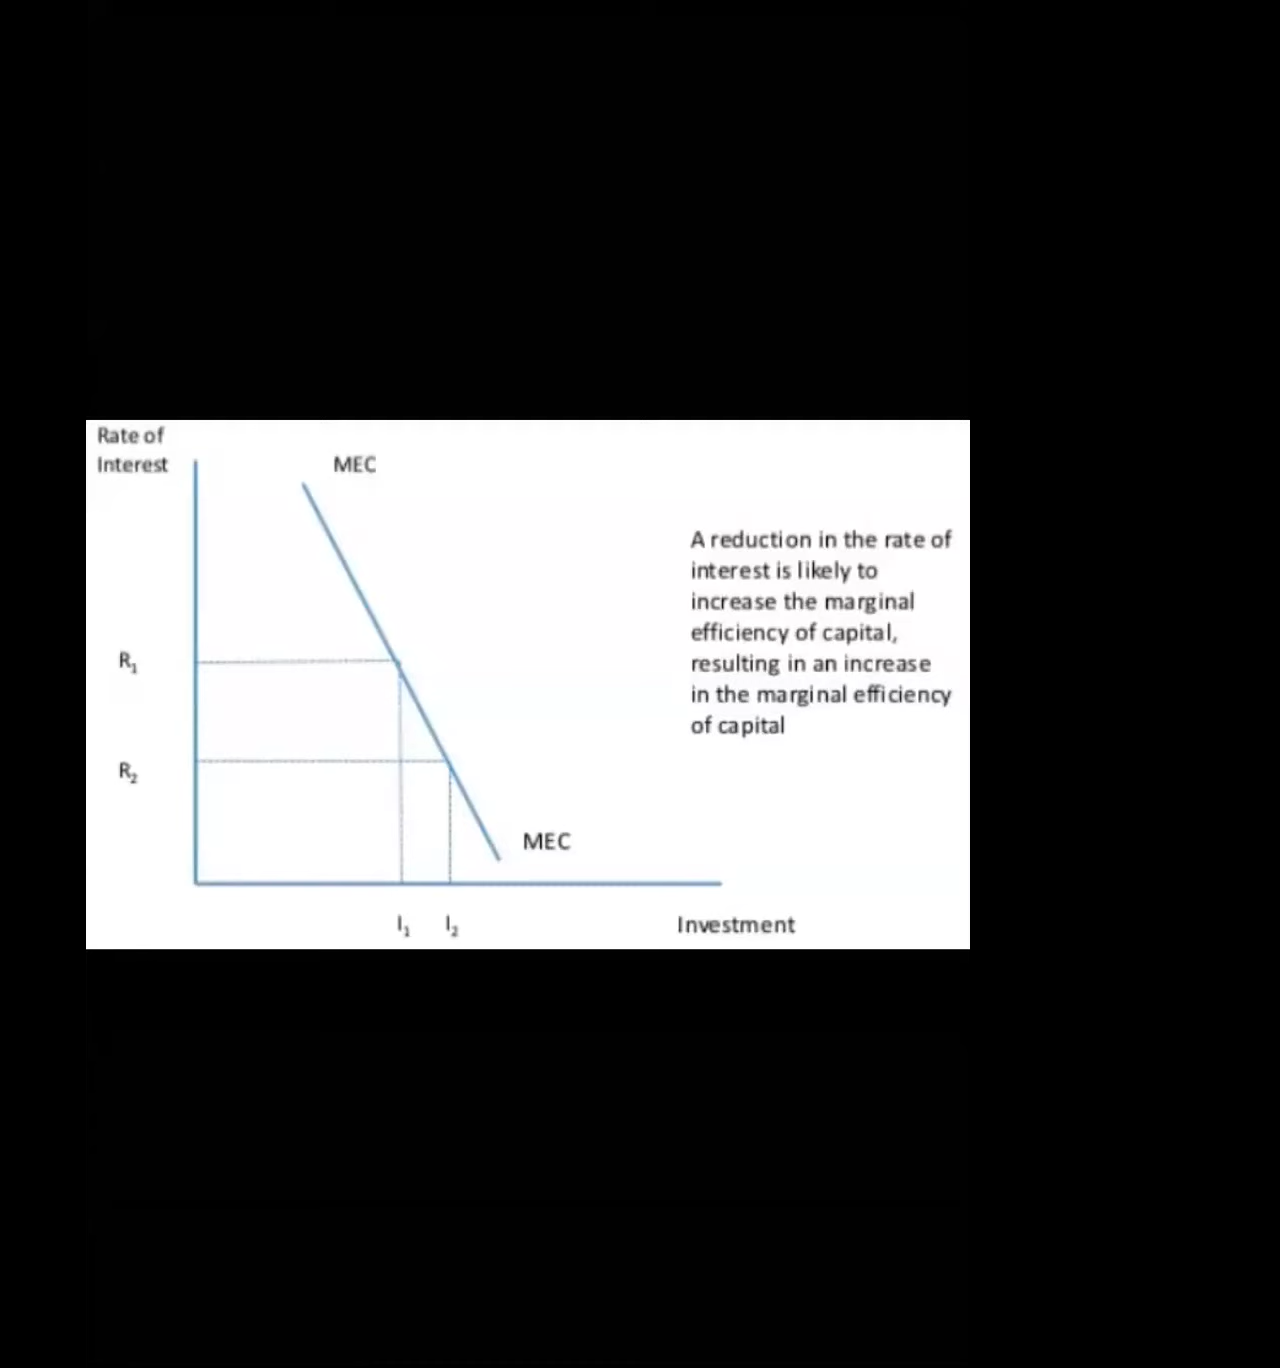 Rate of
Interest
MEC
A reduction in the rate of
interest is likely to
increase the marginal
efficiency of capital,
resulting in an increase
in the marginal efficiency
of capital
R₁
R₂
MEC
I₁ I₂ Investment